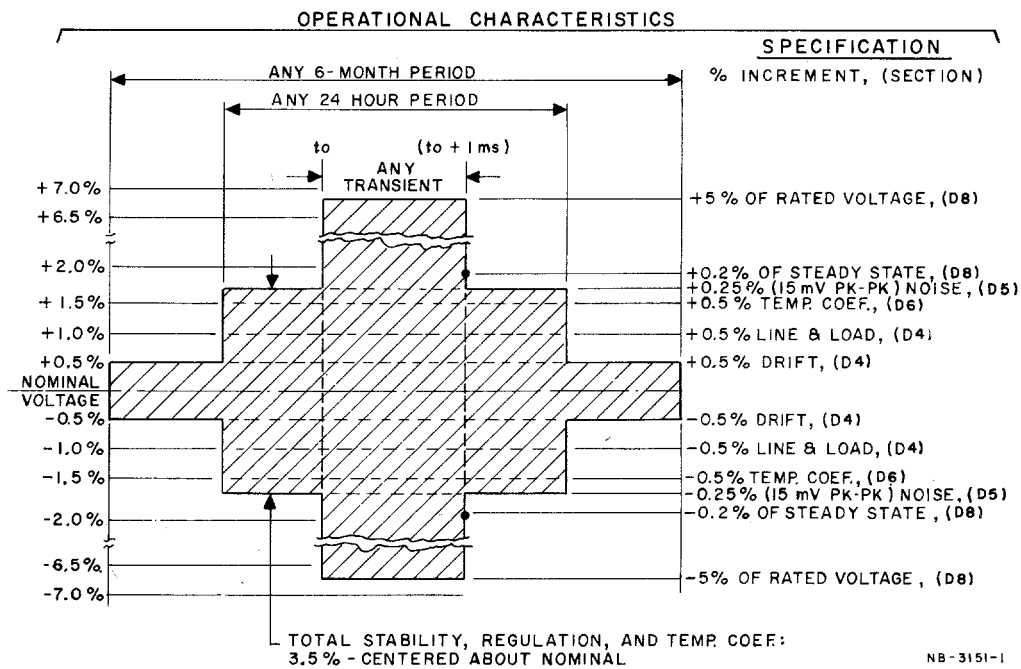 OPERATIONAL CHARACTERISTICS
SPECIFICATION
% INCREMENT, (SECTION)
ANY 6-MONTH PERIOD
ANY 24 HOUR PERIOD
to
(to + 1 ms)
ANY
TRANSIENT
+7.0%
+6.5%
+2.0%
+1.5%
+1.0%
+0.5%
NOMINAL
VOLTAGE
-0.5%
-1.0%
-1.5%
-2.0%
-6.5%
-7.0%
+5% OF RATED VOLTAGE, (D8)
+0.2% OF STEADY STATE, (D8)
+0.25% (15 mV PK-PK) NOISE, (D5)
+0.5% TEMP. COEF., (D6)
+0.5% LINE & LOAD, (D4)
+0.5% DRIFT, (D4)
-0.5% DRIFT, (D4)
-0.5% LINE & LOAD, (D4)
-0.5% TEMP. COEF., (D6)
-0.25% (15 mV PK-PK) NOISE, (D5)
-0.2% OF STEADY STATE, (D8)
-5% OF RATED VOLTAGE, (D8)
TOTAL STABILITY, REGULATION, AND TEMP. COEF.:
3.5% - CENTERED ABOUT NOMINAL
NB-3151-1